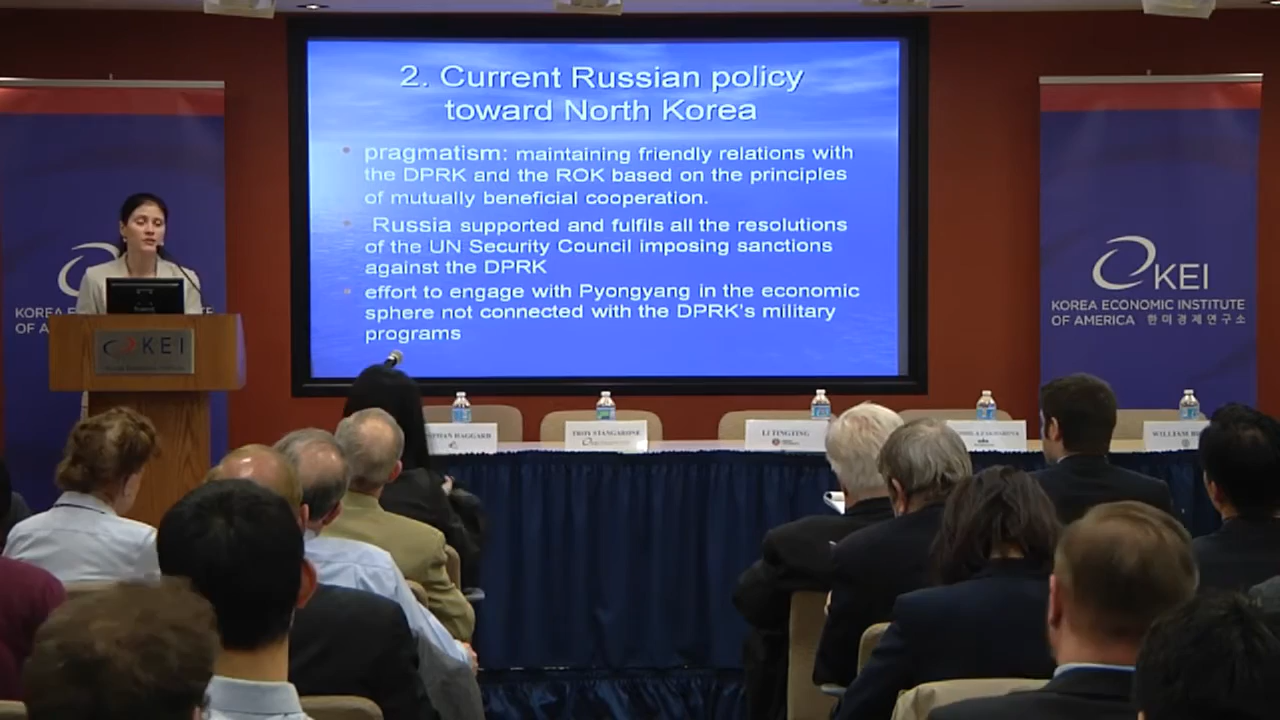 2. Current Russian policy
toward North Korea
pragmatism: maintaining friendly relations with
the DPRK and the ROK based on the principles
of mutually beneficial cooperation.
Russia supported and fulfils all the resolutions
of the UN Security Council imposing sanctions
against the DPRK
effort to engage with Pyongyang in the economic
sphere not connected with the DPRK's military
programs
KOREA
OF A
KEI
KEI
KOREA ECONOMIC INSTITUTE
OF AMERICA 한미경제연구소
HAGGARD
TROY STANGARONE
LI TINGTING
WILLIAM